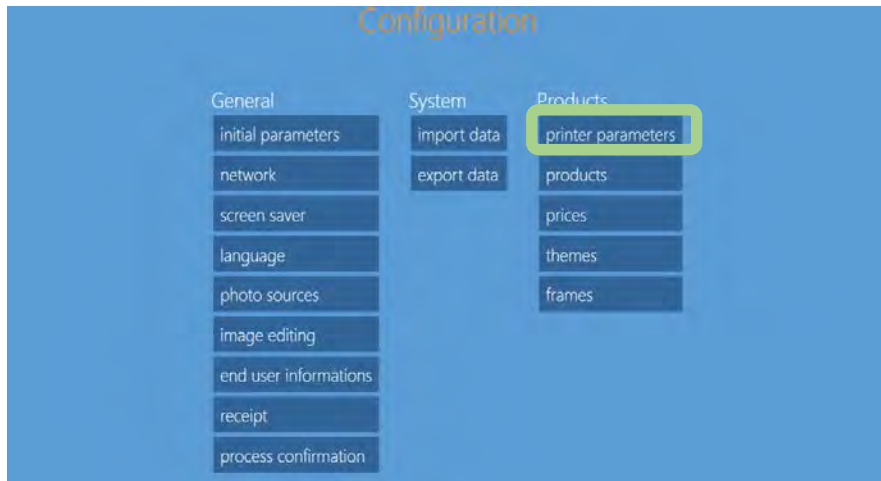 Configuration
General
initial parameters
network
screen saver
language
photo sources
image editing
end user informations
receipt
process confirmation
System
import data
export data
Products
printer parameters
products
prices
themes
frames